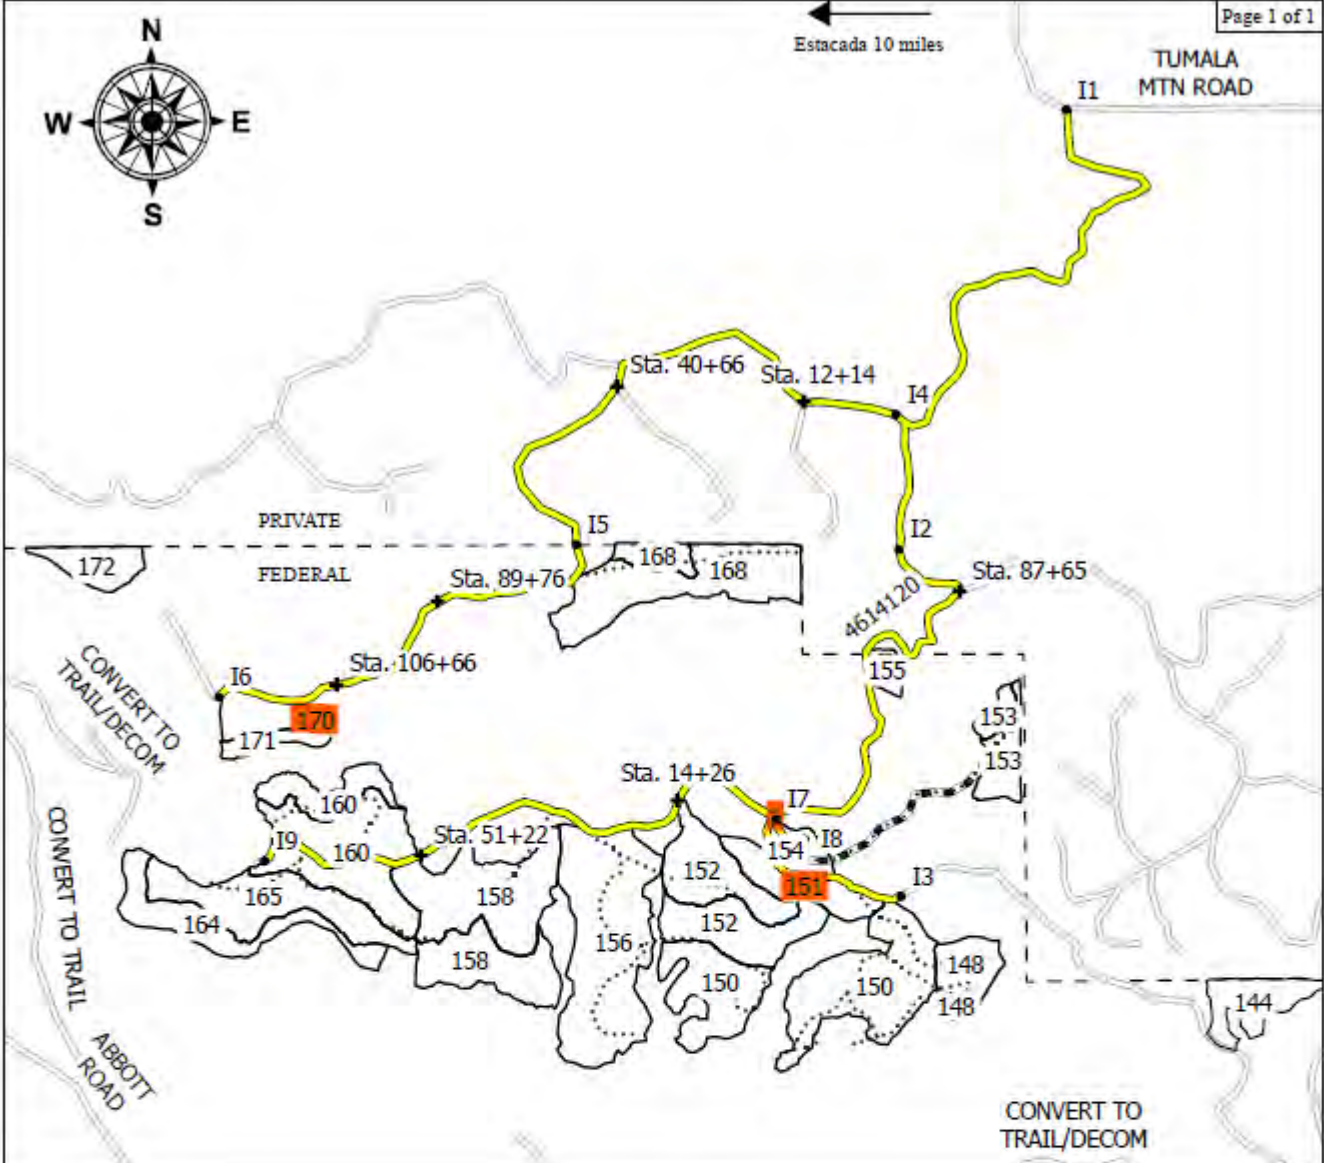 Page 1 of 1
N
W
E
S
Estacada 10 miles
TUMALA
MTN ROAD
I1
Sta. 40+66
Sta. 12+14
I4
PRIVATE
I5
I2
172
FEDERAL
168
168
Sta. 89+76
Sta. 87+65
4614120
CONVERT TO
TRAIL/DECOM
I6
Sta. 106+66
155
170
171
153
153
Sta. 14+26
160
I7
Sta. 51+22
I8
I9
160
154
152
151
I3
165
158
164
152
156
158
150
150
148
148
144
CONVERT TO TRAIL
ABBOTT
ROAD
CONVERT TO
TRAIL/DECOM